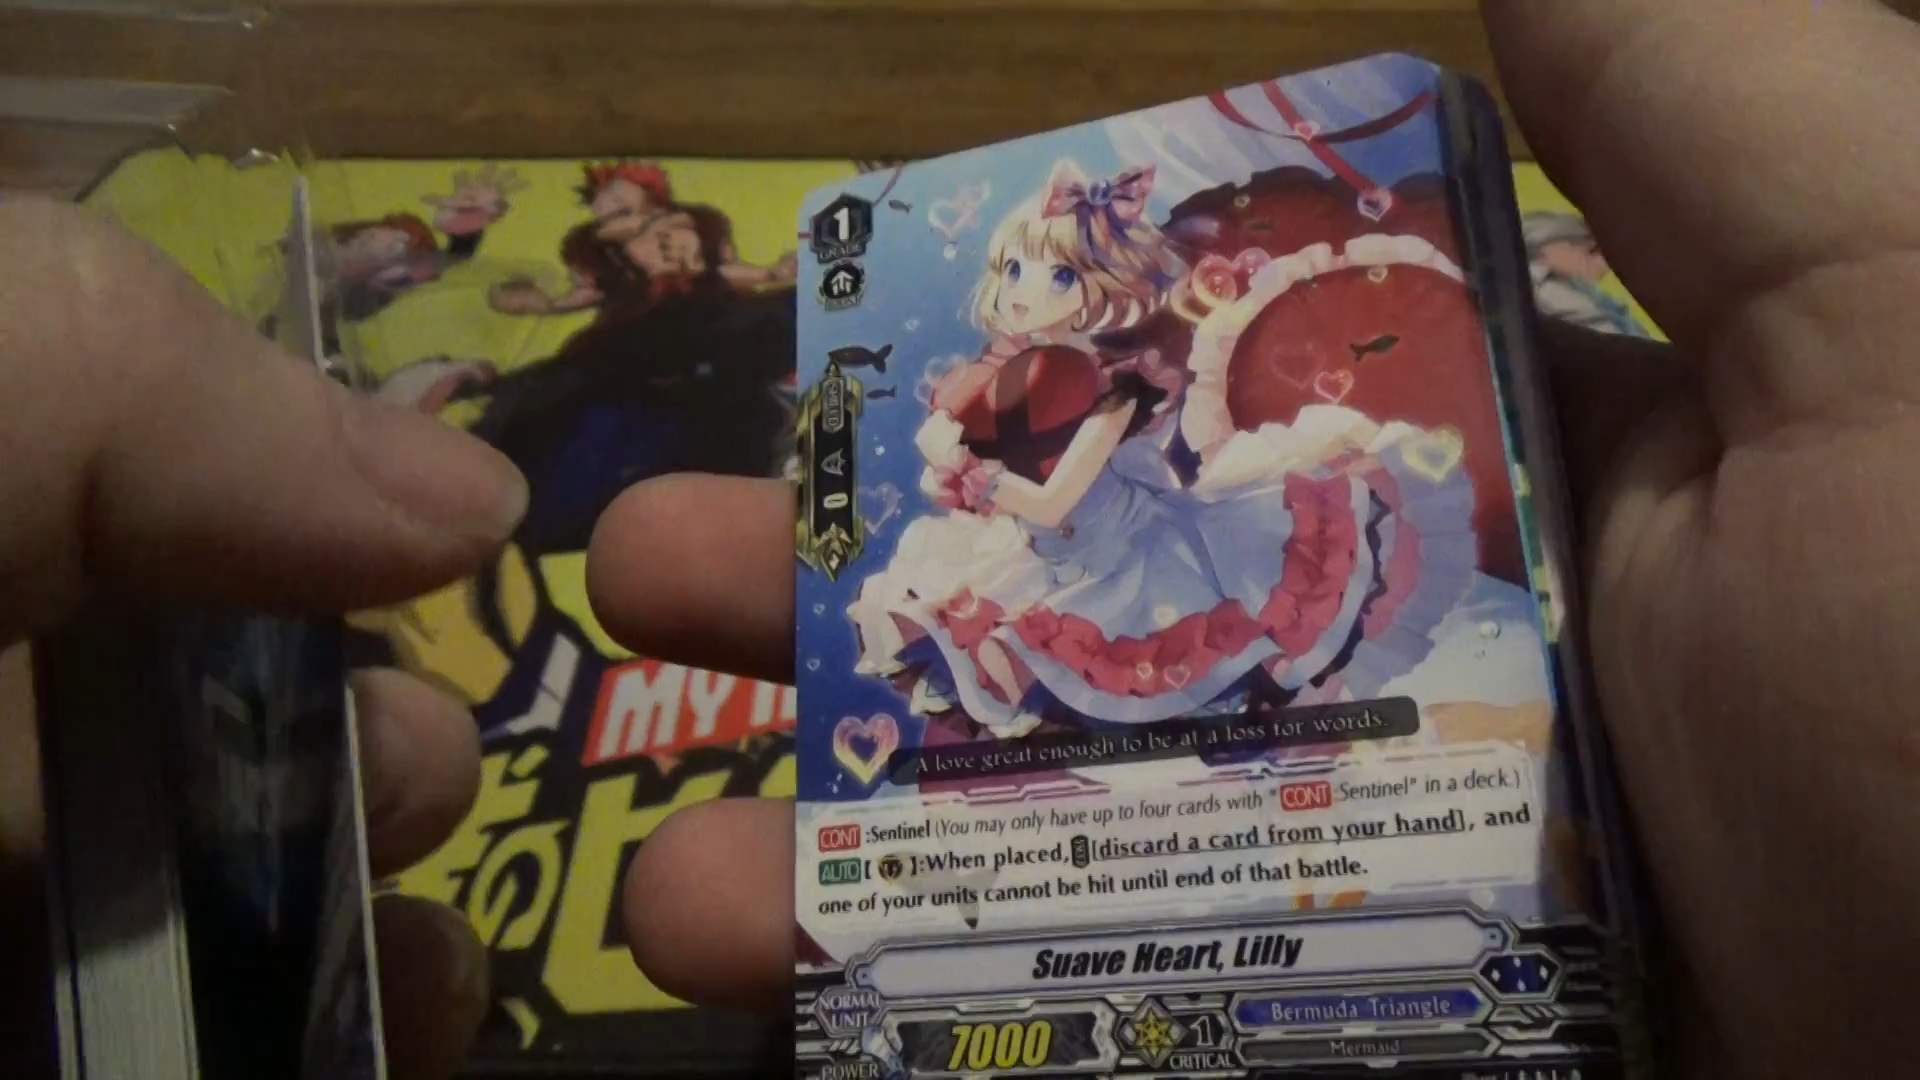 1
GRADE
0
MY H
の
A love great enough to be at a loss for words.
CONT :Sentinel (You may only have up to four cards with "CONT :Sentinel" in a deck.)
AUTO [ ]:When placed, [discard a card from your hand], and
one of your units cannot be hit until end of that battle.
Suave Heart, Lilly
NORMAL
UNIT
7000
POWER
1
CRITICAL
Bermuda Triangle
Mermaid